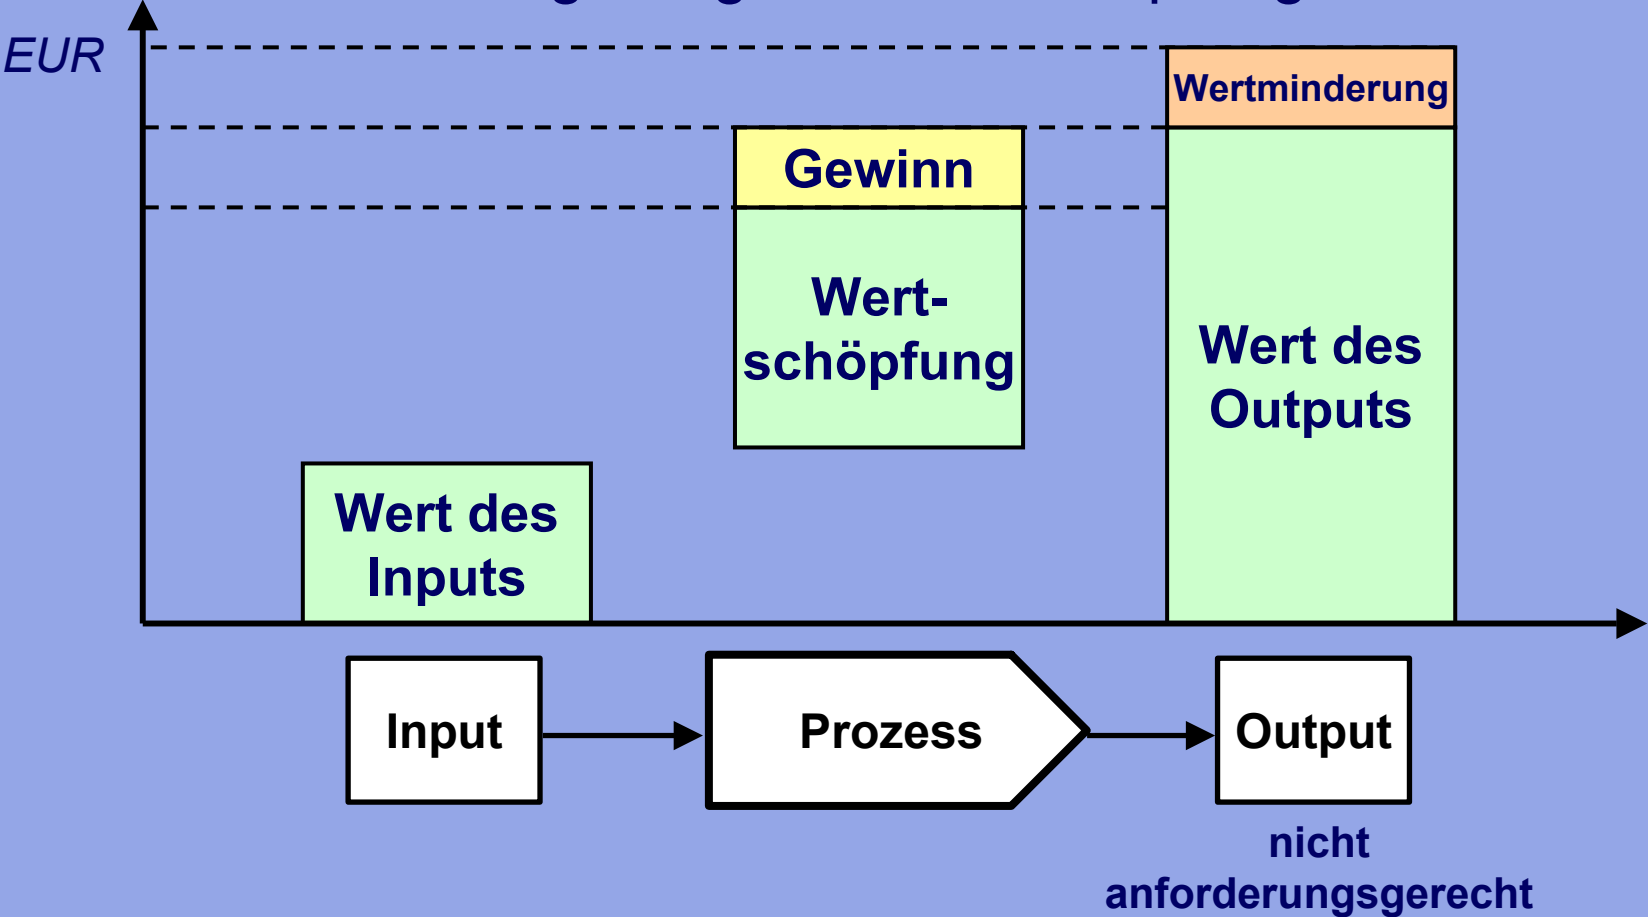 EUR
Wertminderung
Gewinn
Wert-
schöpfung
Wert des
Outputs
Wert des
Inputs
Input
Prozess
Output
nicht
anforderungsgerecht